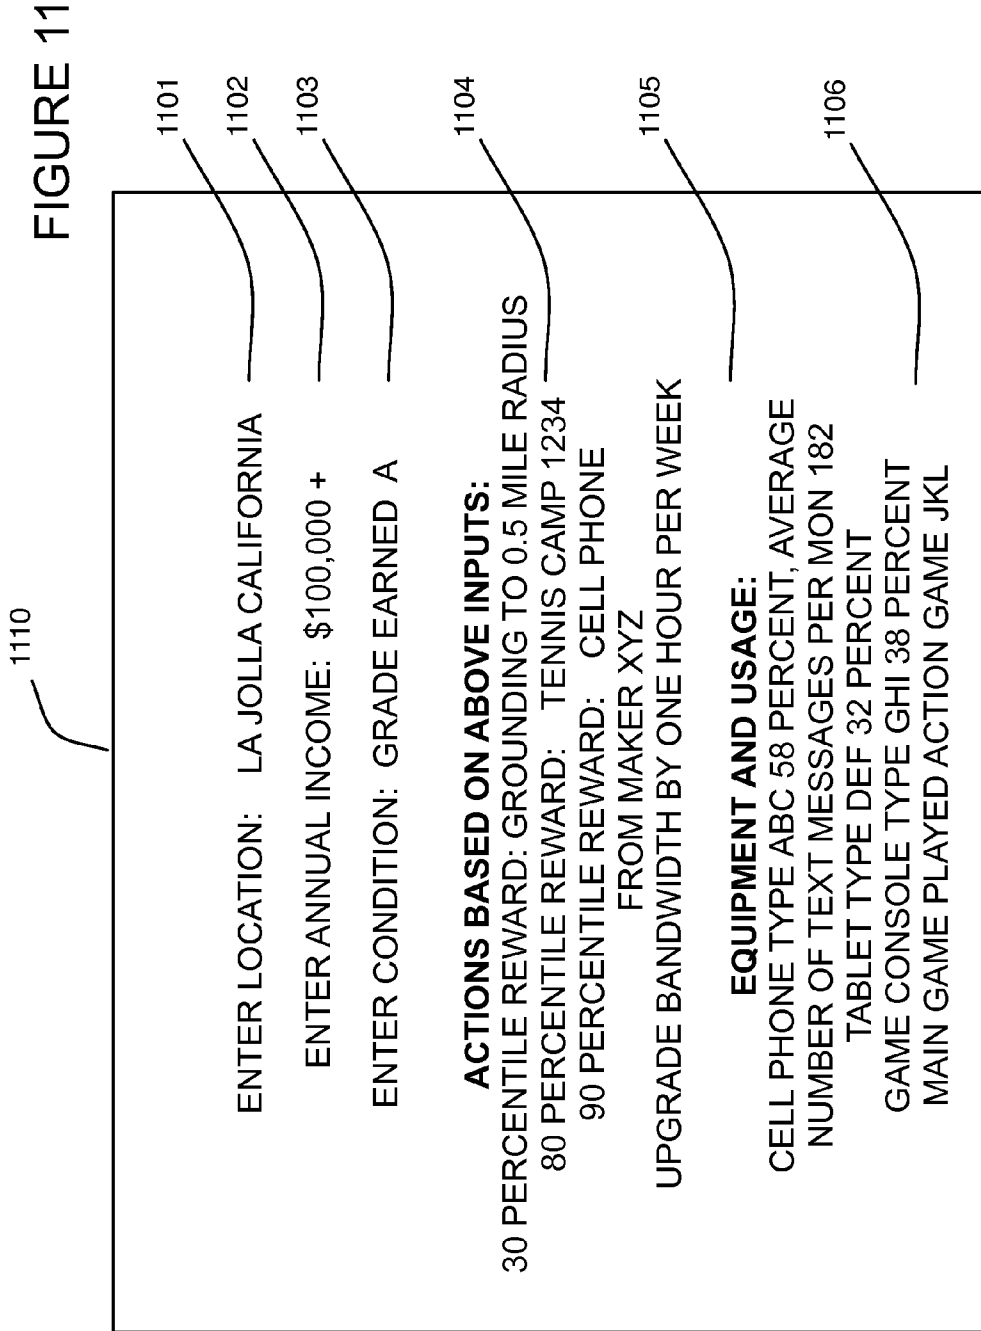 FIGURE 11
1110
ENTER LOCATION: LA JOLLA CALIFORNIA
1101
ENTER ANNUAL INCOME: $100,000 +
1102
ENTER CONDITION: GRADE EARNED A
1103
ACTIONS BASED ON ABOVE INPUTS:
30 PERCENTILE REWARD: GROUNDING TO 0.5 MILE RADIUS
80 PERCENTILE REWARD: TENNIS CAMP 1234
1104
90 PERCENTILE REWARD: CELL PHONE
FROM MAKER XYZ
UPGRADE BANDWIDTH BY ONE HOUR PER WEEK
1105
EQUIPMENT AND USAGE:
CELL PHONE TYPE ABC 58 PERCENT, AVERAGE
NUMBER OF TEXT MESSAGES PER MON 182
TABLET TYPE DEF 32 PERCENT
GAME CONSOLE TYPE GHI 38 PERCENT
1106
MAIN GAME PLAYED ACTION GAME JKL